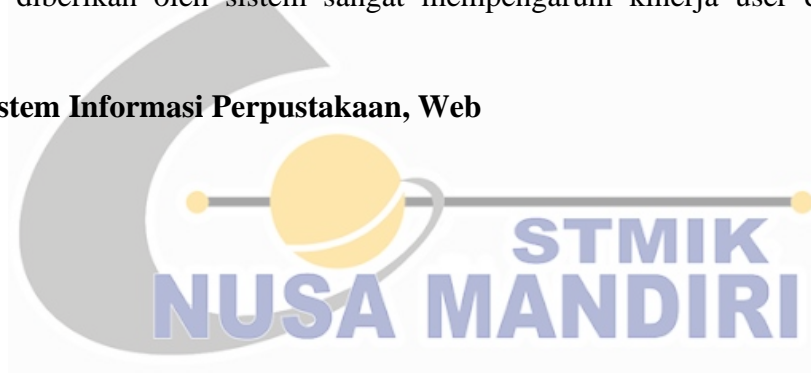 diberikan oleh sistem sangat mempengaruhi kinerja user
stem Informasi Perpustakaan, Web
STMIK
NUSA MANDIRI